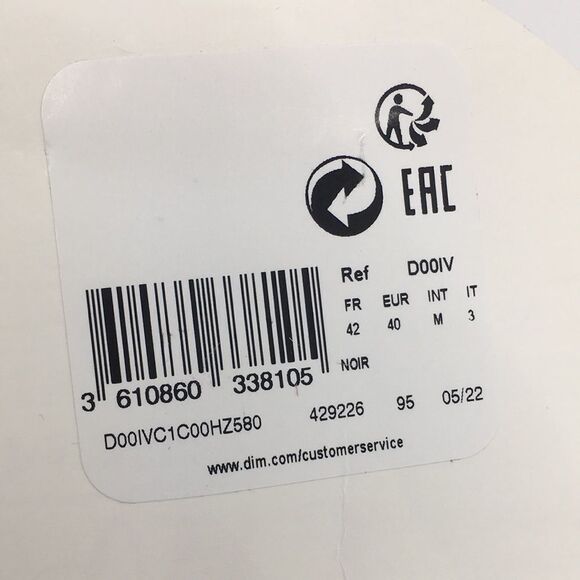 EAC
Ref D00IV
FR EUR INT IT
42 40 M 3
NOIR
3 610860 338105
D00IVC1C00HZ580 429226 95 05/22
www.dim.com/customerservice